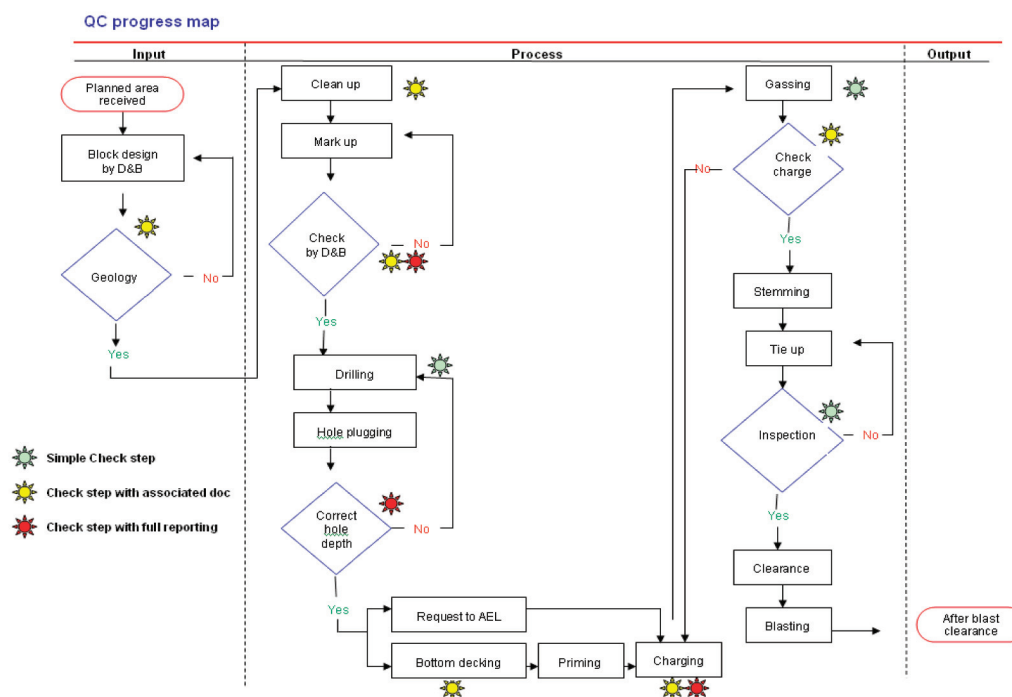 QC progress map
Input
Process
Output
Planned area
received
Block design
by D&B
Geology
No
Yes
Clean up
Mark up
Check
by D&B
No
Yes
Drilling
Hole plugging
Correct
hole
depth
No
Yes
Request to AEL
Bottom decking
Priming
Charging
Gassing
Check
charge
No
Yes
Stemming
Tie up
Inspection
No
Yes
Clearance
Blasting
After blast
clearance
Simple Check step
Check step with associated doc
Check step with full reporting